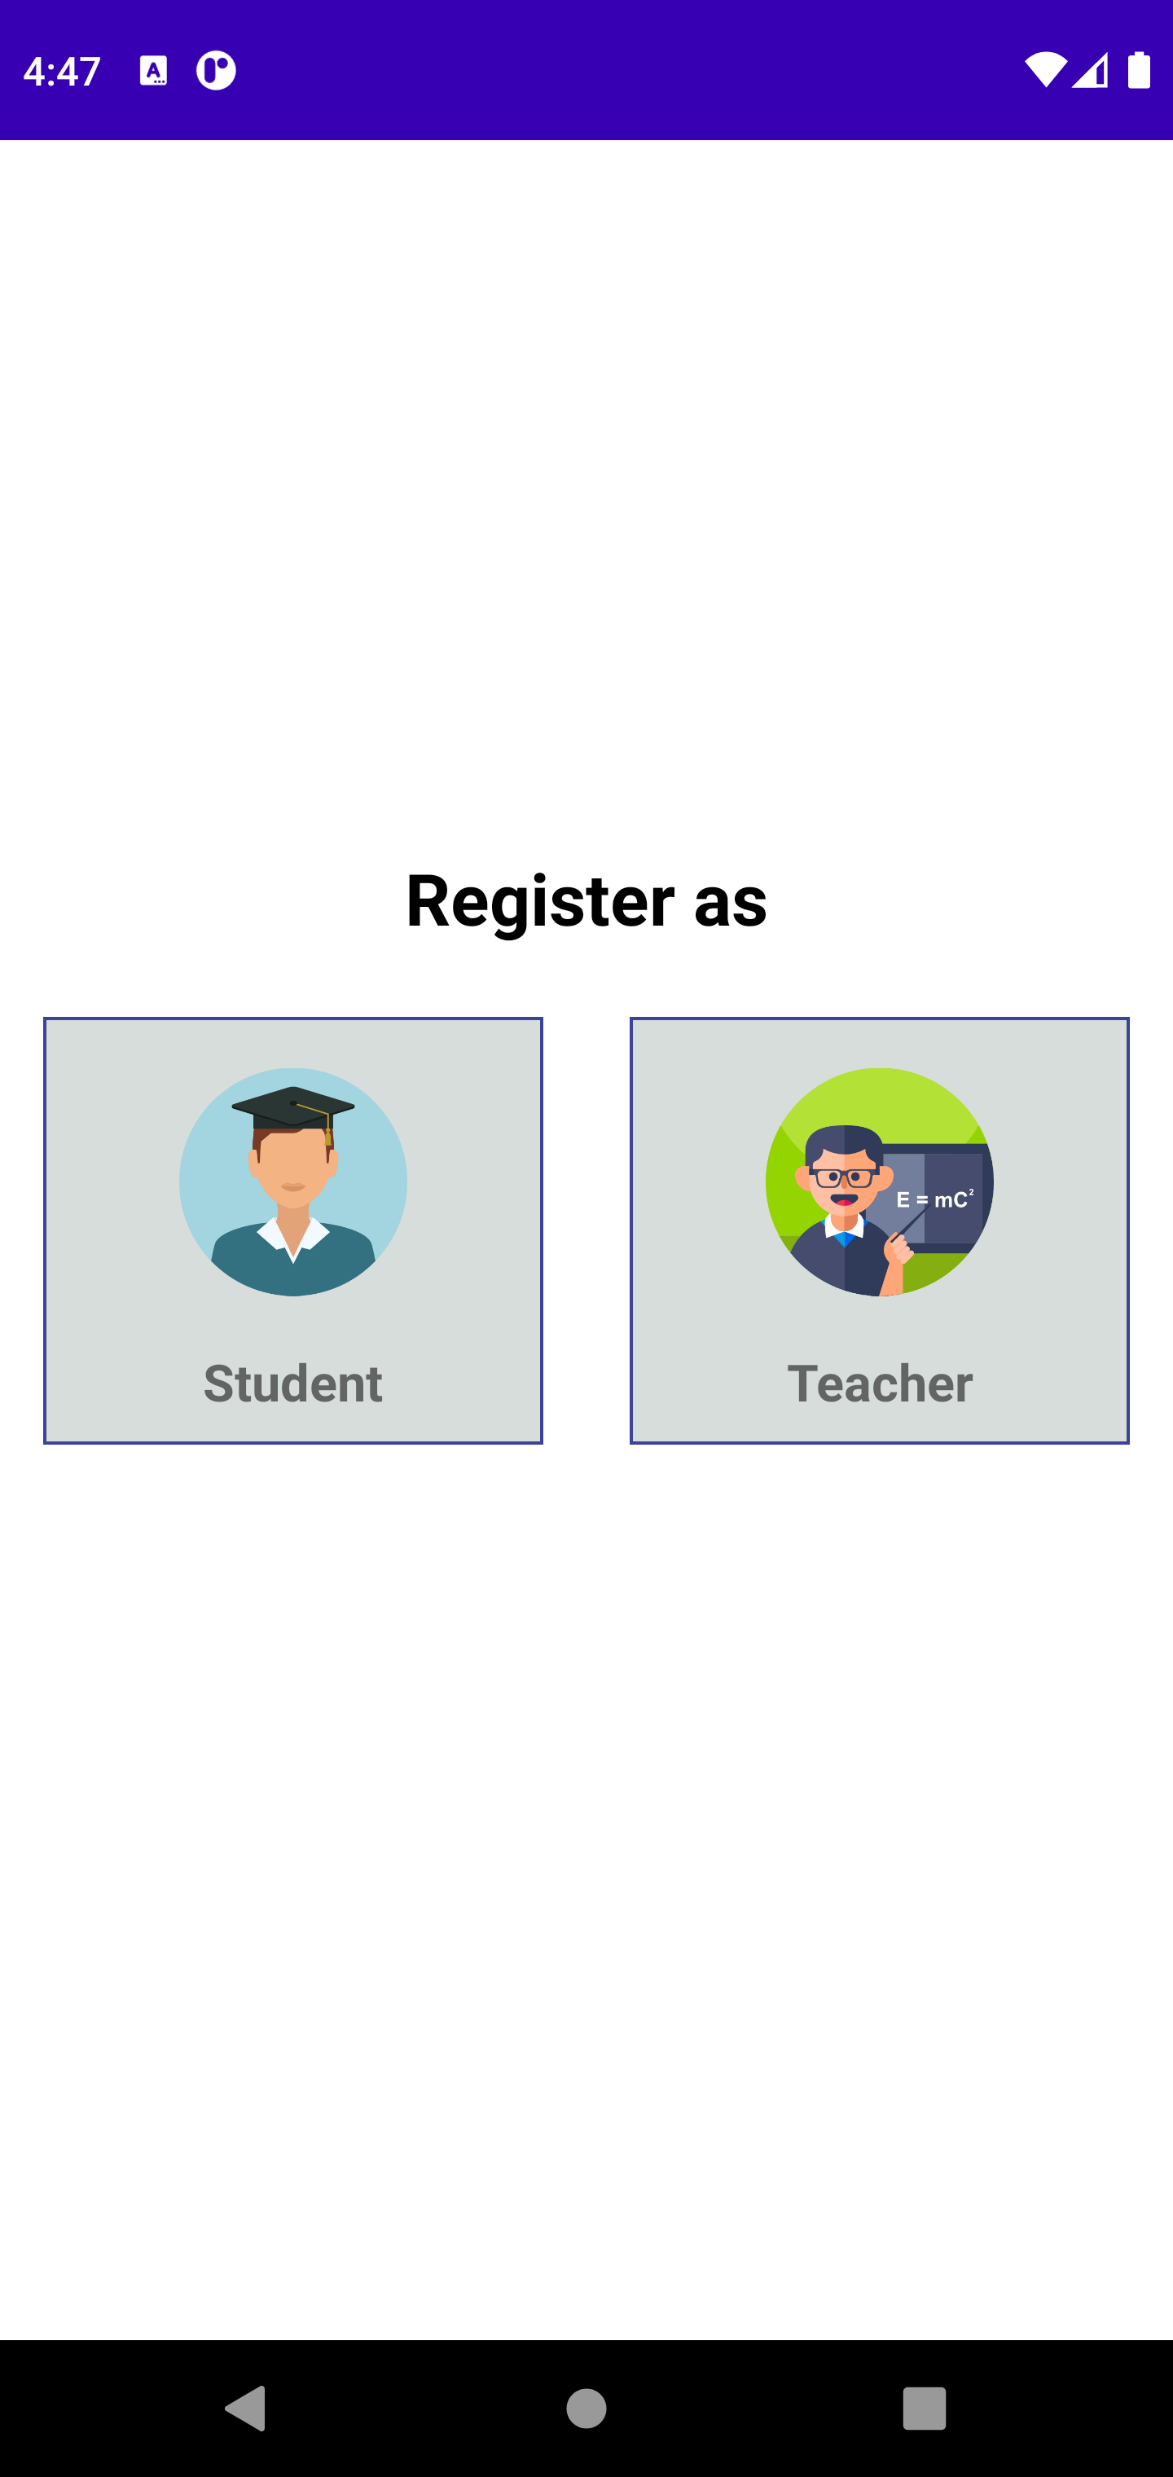 4:47
Register as
E = mC²
Student
Teacher